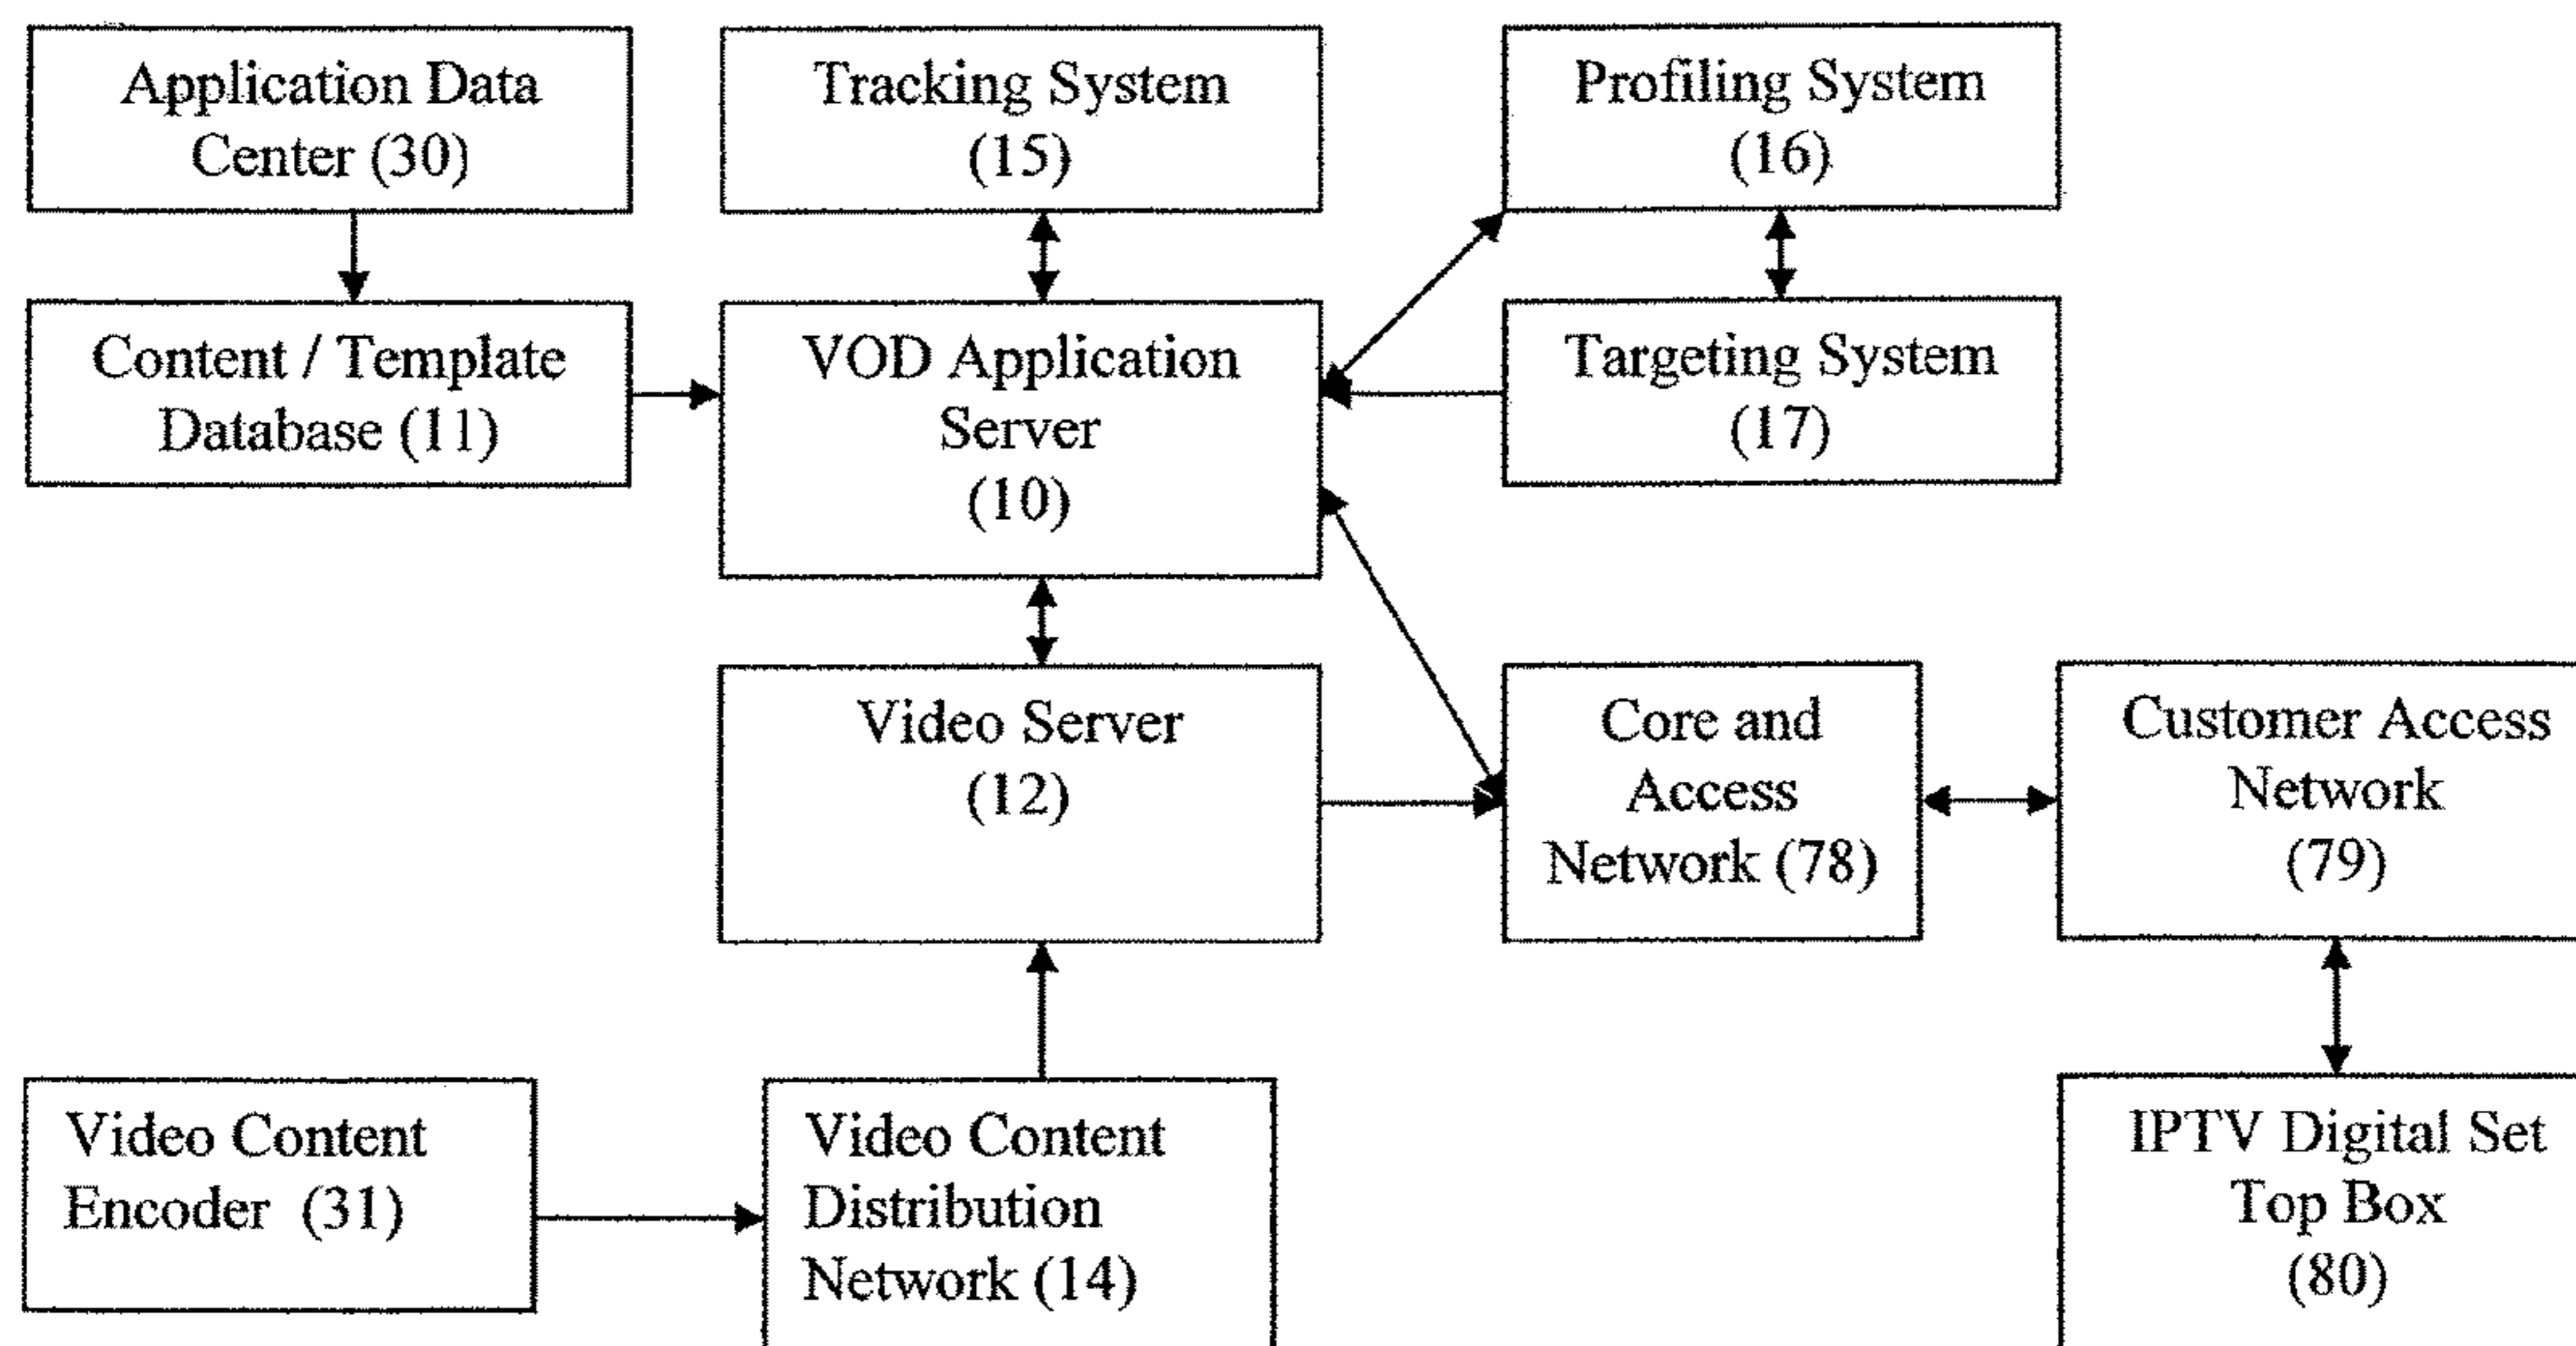 Application Data
Center (30)
Tracking System
(15)
Profiling System
(16)
Content / Template
Database (11)
VOD Application
Server
(10)
Targeting System
(17)
Video Server
(12)
Core and
Access
Network (78)
Customer Access
Network
(79)
Video Content
Encoder (31)
Video Content
Distribution
Network (14)
IPTV Digital Set
Top Box
(80)